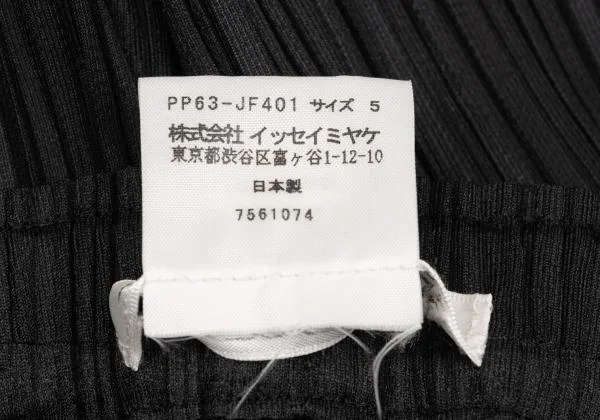 PP63-JF401 サイズ 5
株式会社 イッセイミヤケ
東京都渋谷区富ヶ谷1-12-10
日本製
7561074